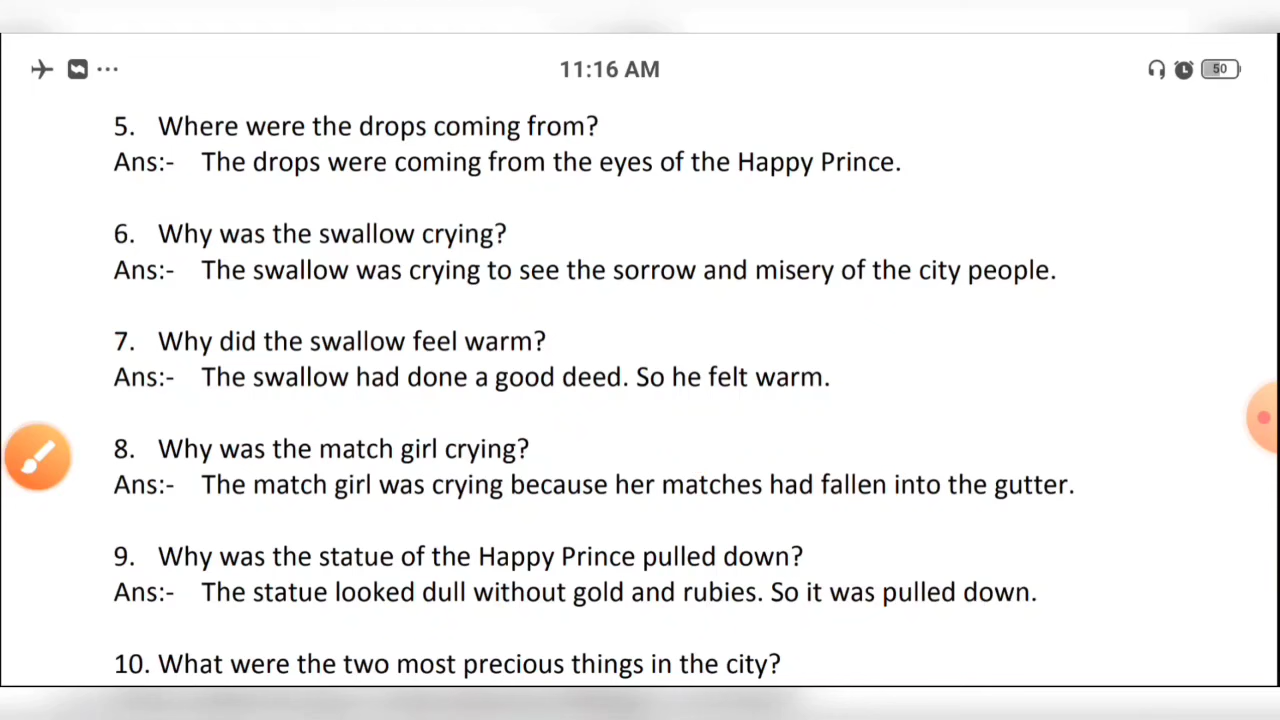 11:16 AM
50
5. Where were the drops coming from?
Ans:- The drops were coming from the eyes of the Happy Prince.
6. Why was the swallow crying?
Ans:- The swallow was crying to see the sorrow and misery of the city people.
7. Why did the swallow feel warm?
Ans:- The swallow had done a good deed. So he felt warm.
8. Why was the match girl crying?
Ans:- The match girl was crying because her matches had fallen into the gutter.
9. Why was the statue of the Happy Prince pulled down?
Ans:- The statue looked dull without gold and rubies. So it was pulled down.
10. What were the two most precious things in the city?